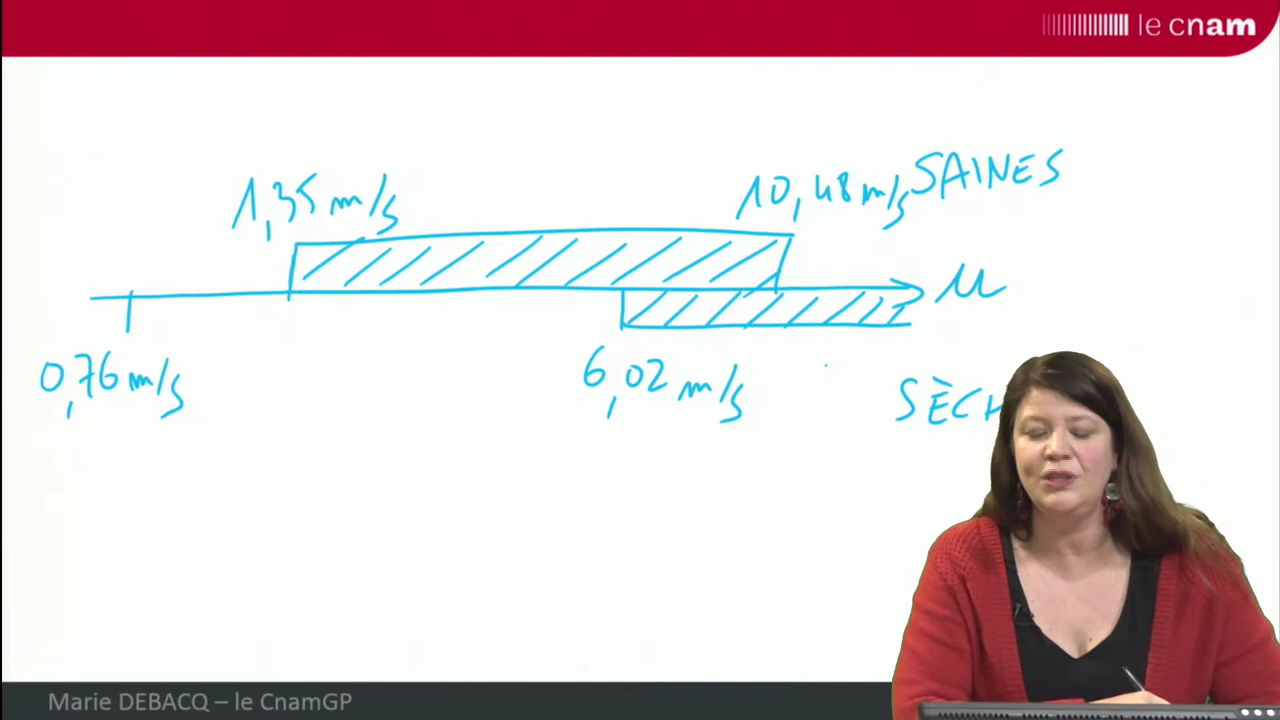 le cnam
1,35 m/s
10,48 m/s SAINES
u
0,76 m/s
6,02 m/s
Marie DEBACQ – le CnamGP